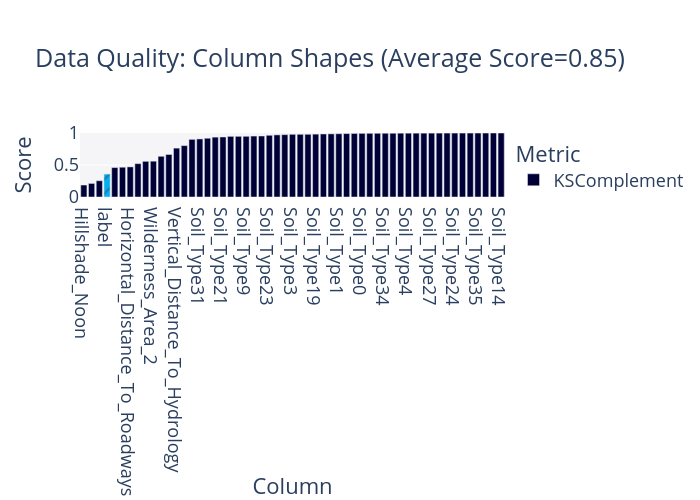 Data Quality: Column Shapes (Average Score=0.85)
Score
1
0.5
0
Metric
KSComplement
Hillshade_Noon
label
Horizontal_Distance_To_Roadways
Wilderness_Area_2
Vertical_Distance_To_Hydrology
Soil_Type31
Soil_Type21
Soil_Type9
Soil_Type23
Soil_Type3
Soil_Type19
Soil_Type1
Soil_Type0
Soil_Type34
Soil_Type4
Soil_Type27
Soil_Type24
Soil_Type35
Soil_Type14
Column